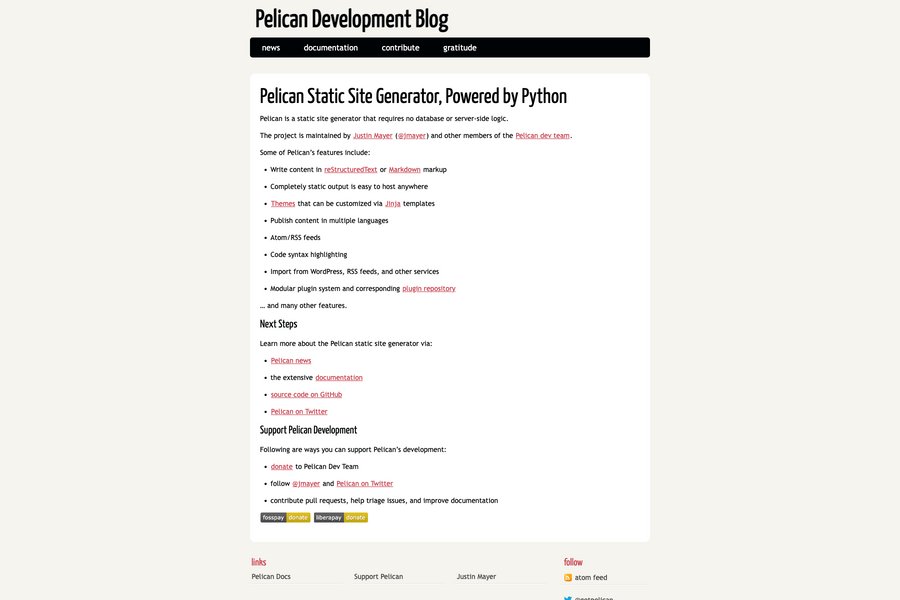 Pelican Development Blog
news documentation contribute gratitude
Pelican Static Site Generator, Powered by Python
Pelican is a static site generator that requires no database or server-side logic.
The project is maintained by Justin Mayer (@jmayer) and other members of the Pelican dev team.
Some of Pelican’s features include:
• Write content in reStructuredText or Markdown markup
• Completely static output is easy to host anywhere
• Themes that can be customized via Jinja templates
• Publish content in multiple languages
• Atom/RSS feeds
• Code syntax highlighting
• Import from WordPress, RSS feeds, and other services
• Modular plugin system and corresponding plugin repository
… and many other features.
Next Steps
Learn more about the Pelican static site generator via:
• Pelican news
• the extensive documentation
• source code on GitHub
• Pelican on Twitter
Support Pelican Development
Following are ways you can support Pelican’s development:
• donate to Pelican Dev Team
• follow @jmayer and Pelican on Twitter
• contribute pull requests, help triage issues, and improve documentation
fosspay donate liberapay donate
links follow
Pelican Docs Support Pelican Justin Mayer atom feed